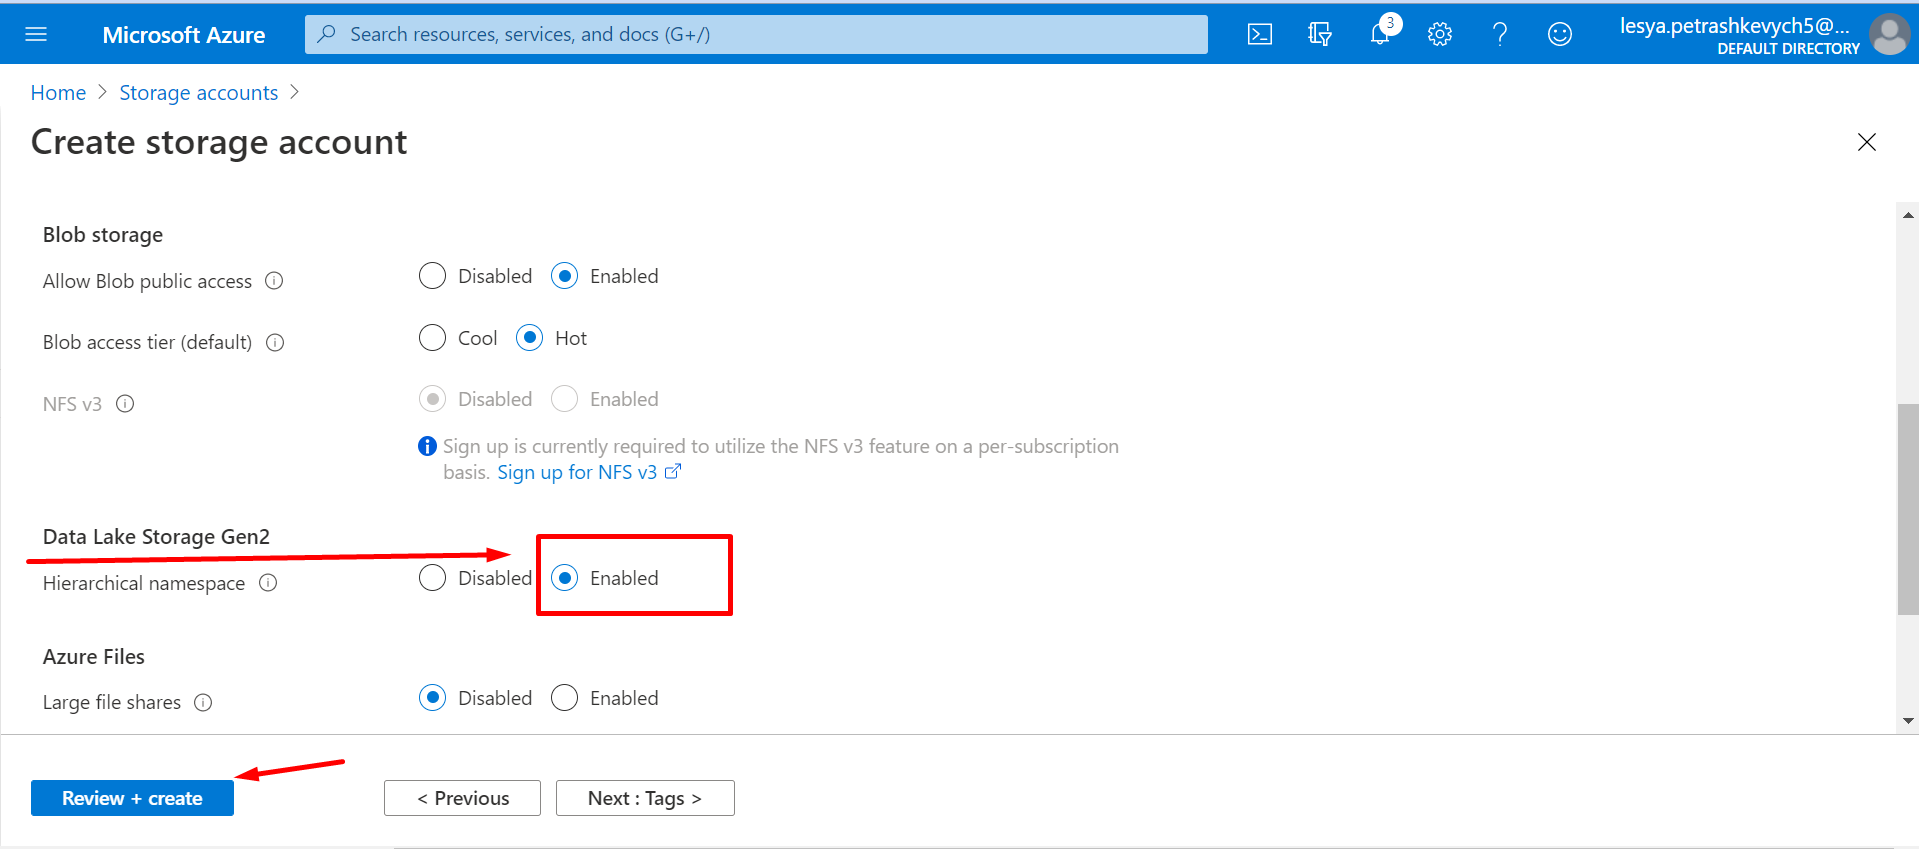 Microsoft Azure
Search resources, services, and docs (G+/)
3
lesya.petrashkevych5@...
DEFAULT DIRECTORY
Home > Storage accounts >
Create storage account
Blob storage
Allow Blob public access
Disabled Enabled
Blob access tier (default)
Cool Hot
NFS v3
Disabled Enabled
Sign up is currently required to utilize the NFS v3 feature on a per-subscription
basis. Sign up for NFS v3
Data Lake Storage Gen2
Hierarchical namespace
Disabled Enabled
Azure Files
Large file shares
Disabled Enabled
Review + create
< Previous
Next : Tags >